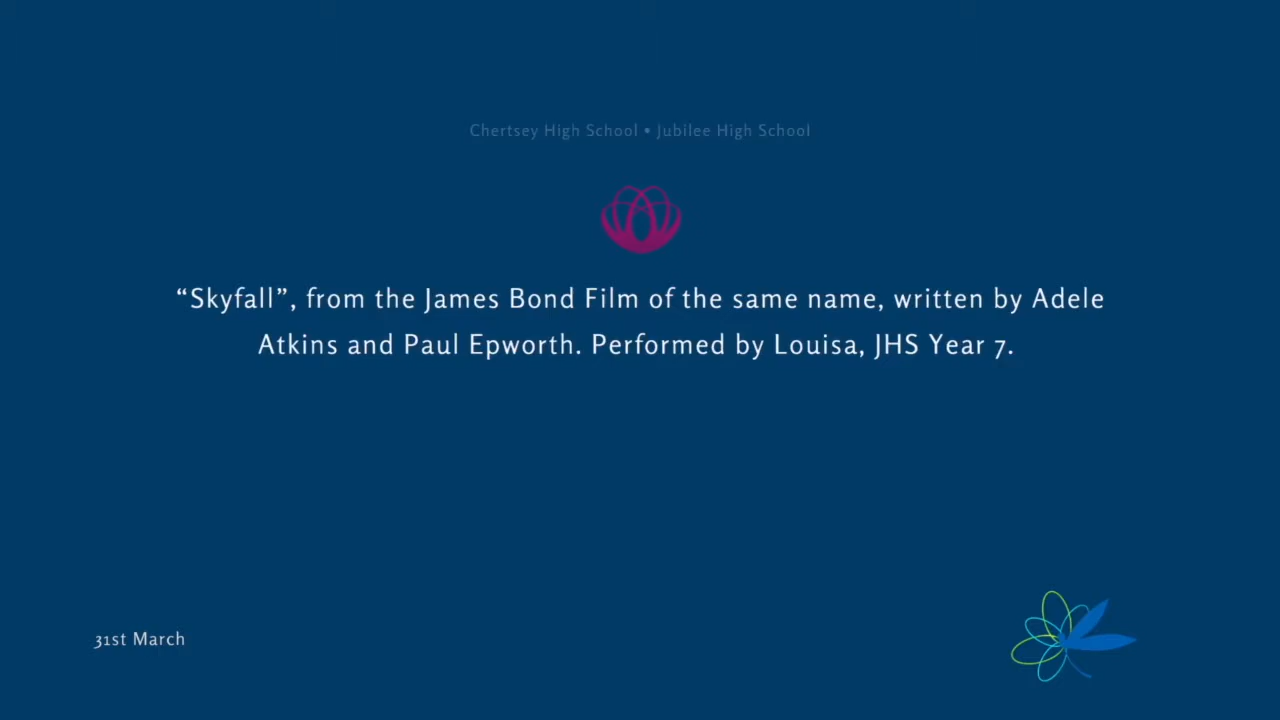 Chertsey High School • Jubilee High School
“Skyfall”, from the James Bond Film of the same name, written by Adele
Atkins and Paul Epworth. Performed by Louisa, JHS Year 7.
31st March